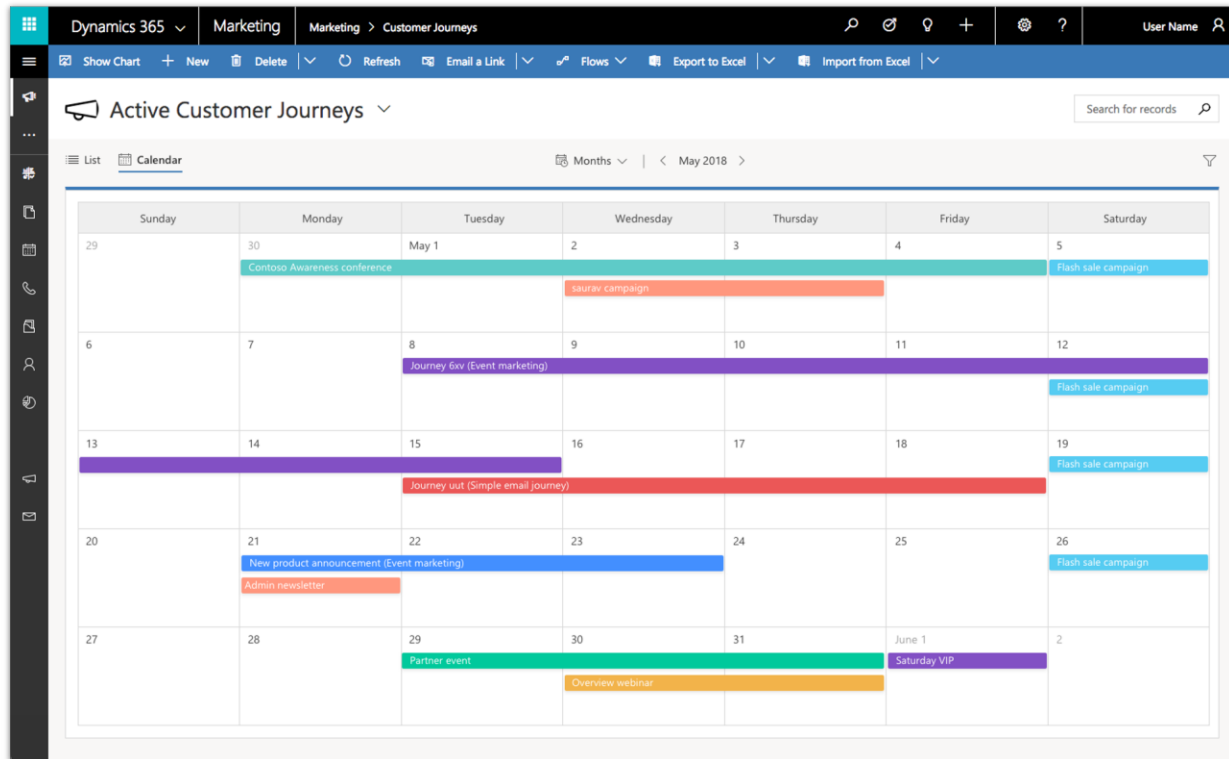 Dynamics 365 Marketing Marketing > Customer Journeys ? User Name
Show Chart New Delete Refresh Email a Link Flows Export to Excel Import from Excel
Active Customer Journeys
Search for records
List Calendar Months May 2018
Sunday Monday Tuesday Wednesday Thursday Friday Saturday
29 30 May 1 2 3 4 5
Contoso Awareness conference Flash sale campaign
saurav campaign
6 7 8 9 10 11 12
Journey 6xv (Event marketing)
Flash sale campaign
13 14 15 16 17 18 19
Flash sale campaign
Journey uut (Simple email journey)
20 21 22 23 24 25 26
New product announcement (Event marketing) Flash sale campaign
Admin newsletter
27 28 29 30 31 June 1 2
Partner event Saturday VIP
Overview webinar